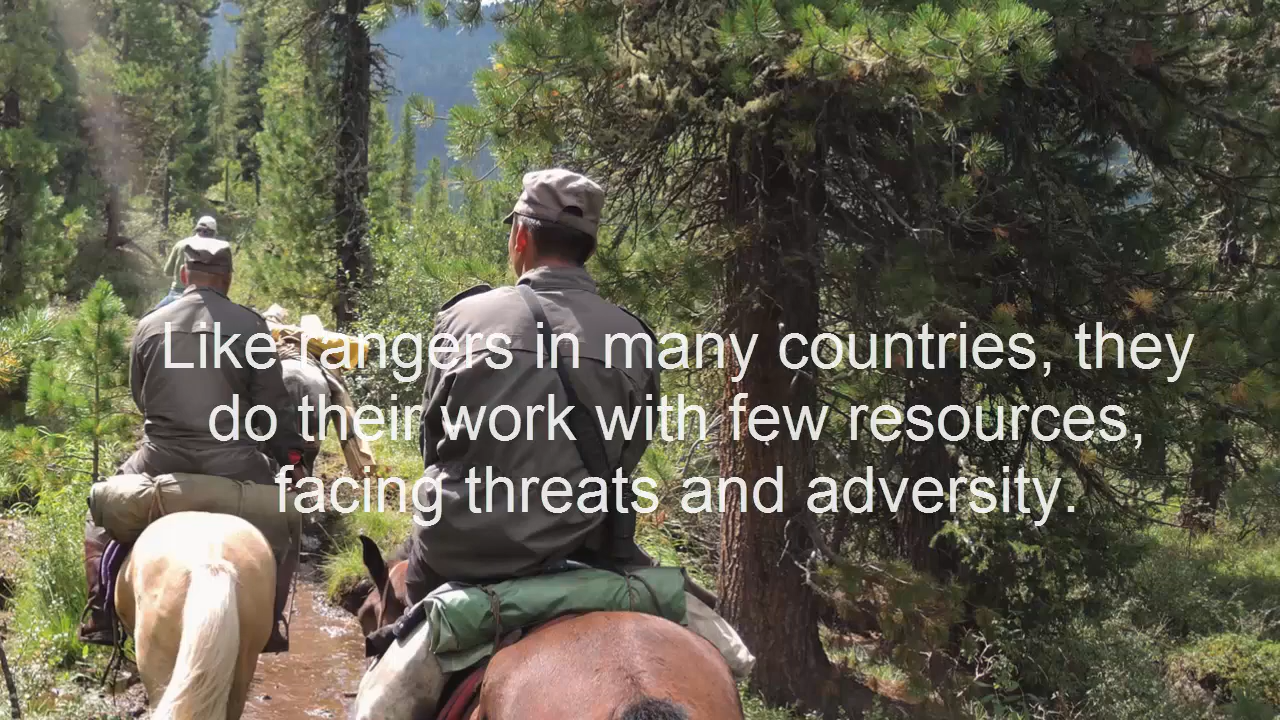 Like rangers in many countries, they
do their work with few resources,
facing threats and adversity.